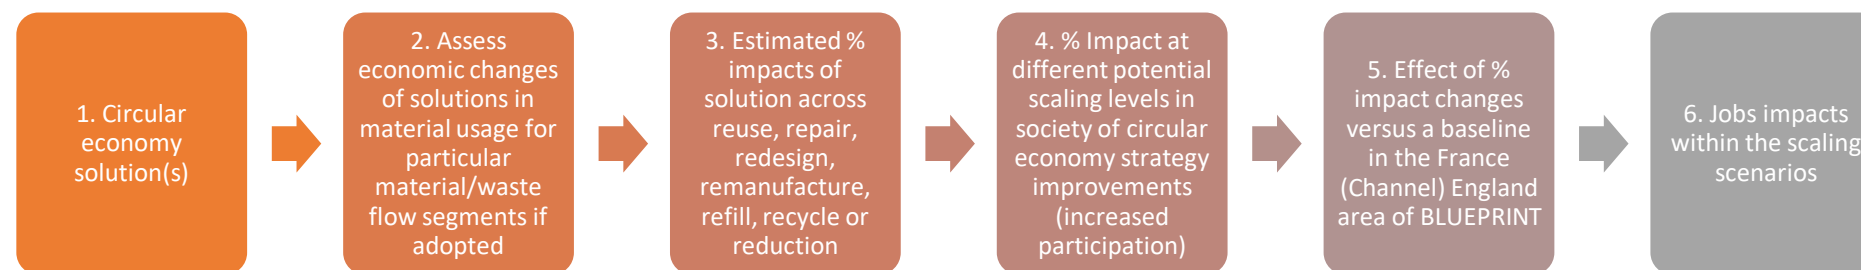 1. Circular
economy
solution(s)
2. Assess
economic changes
of solutions in
material usage for
particular
material/waste
flow segments if
adopted
3. Estimated %
impacts of
solution across
reuse, repair,
redesign,
remanufacture,
refill, recycle or
reduction
4. % Impact at
different potential
scaling levels in
society of circular
economy strategy
improvements
(increased
participation)
5. Effect of %
impact changes
versus a baseline
in the France
(Channel) England
area of BLUEPRINT
6. Jobs impacts
within the scaling
scenarios